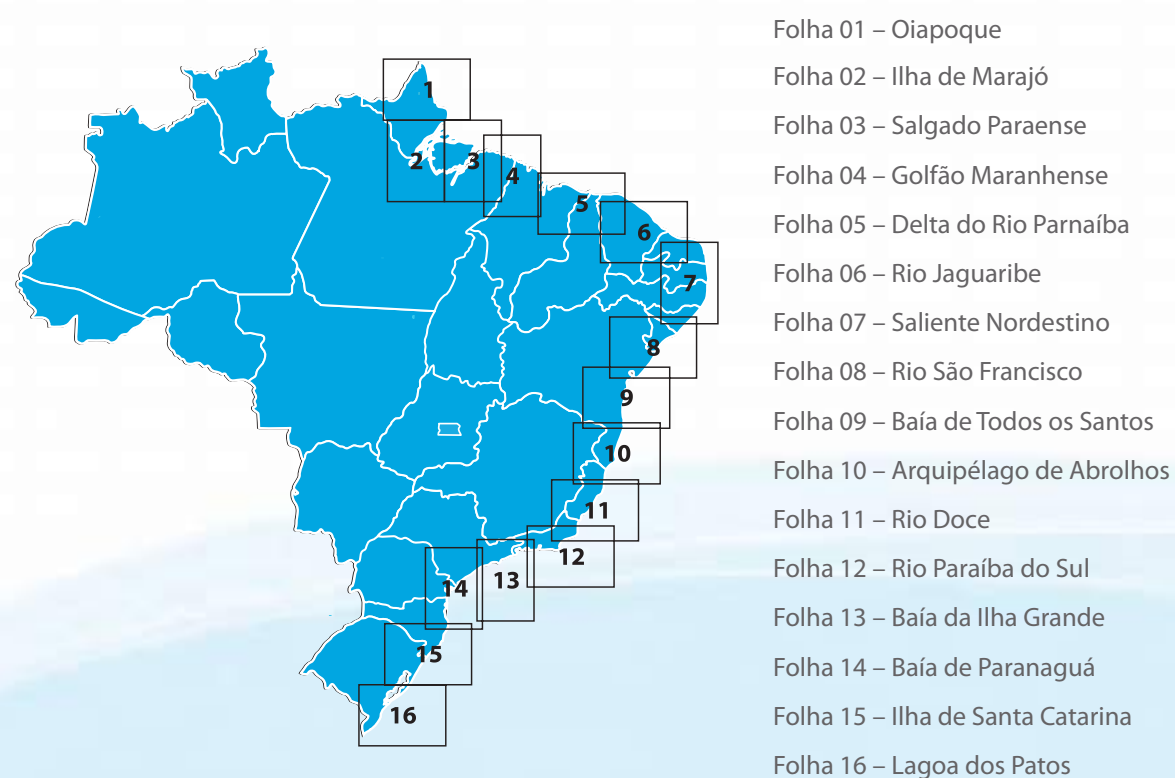 Folha 01 – Oiapoque
Folha 02 – Ilha de Marajó
Folha 03 – Salgado Paraense
Folha 04 – Golfão Maranhense
Folha 05 – Delta do Rio Parnaíba
Folha 06 – Rio Jaguaribe
Folha 07 – Saliente Nordestino
Folha 08 – Rio São Francisco
Folha 09 – Baía de Todos os Santos
Folha 10 – Arquipélago de Abrolhos
Folha 11 – Rio Doce
Folha 12 – Rio Paraíba do Sul
Folha 13 – Baía da Ilha Grande
Folha 14 – Baía de Paranaguá
Folha 15 – Ilha de Santa Catarina
Folha 16 – Lagoa dos Patos
1
2
3
4
5
6
7
8
9
10
11
12
13
14
15
16